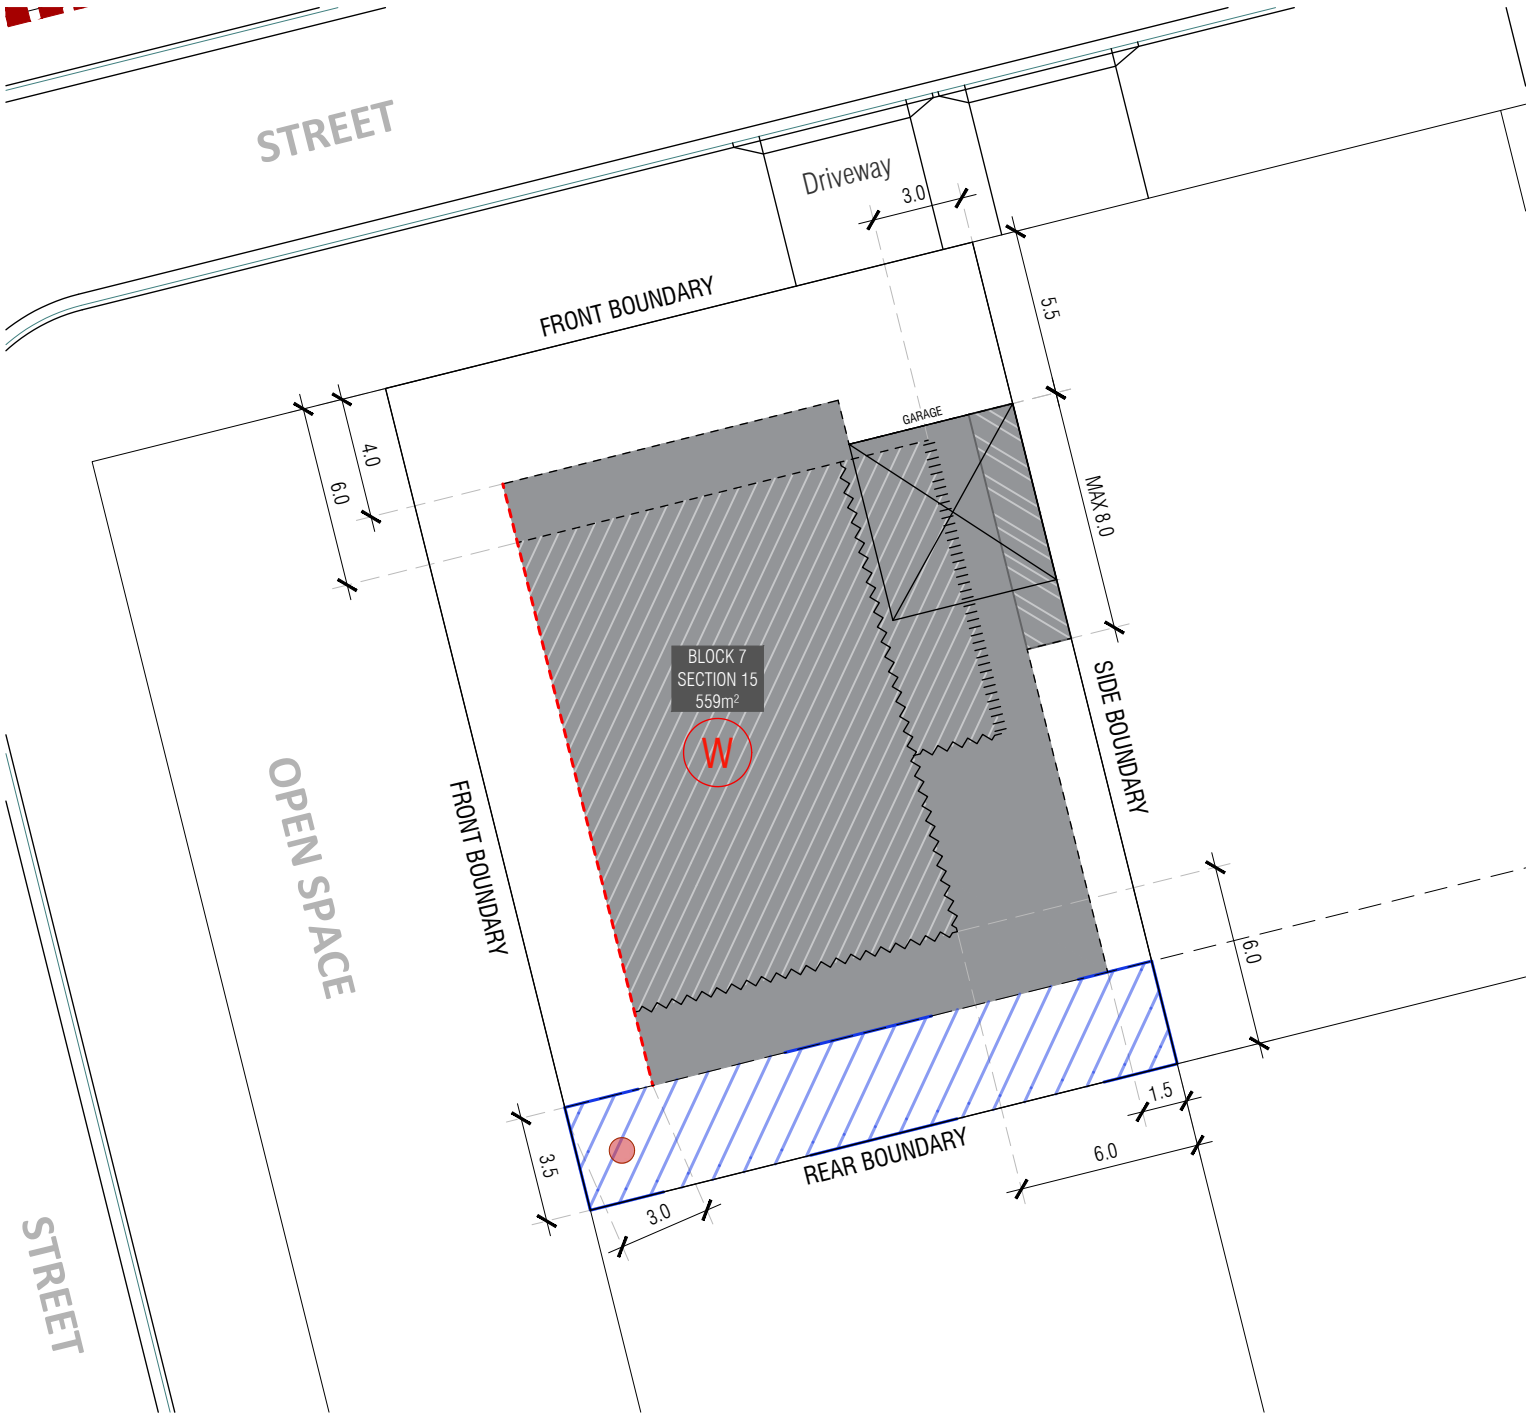 STREET
Driveway
3.0
FRONT BOUNDARY
5.5
GARAGE
4.0
6.0
MAX 8.0
BLOCK 7
SECTION 15
559m²
W
SIDE BOUNDARY
OPEN SPACE
FRONT BOUNDARY
6.0
1.5
REAR BOUNDARY
6.0
3.5
3.0
STREET